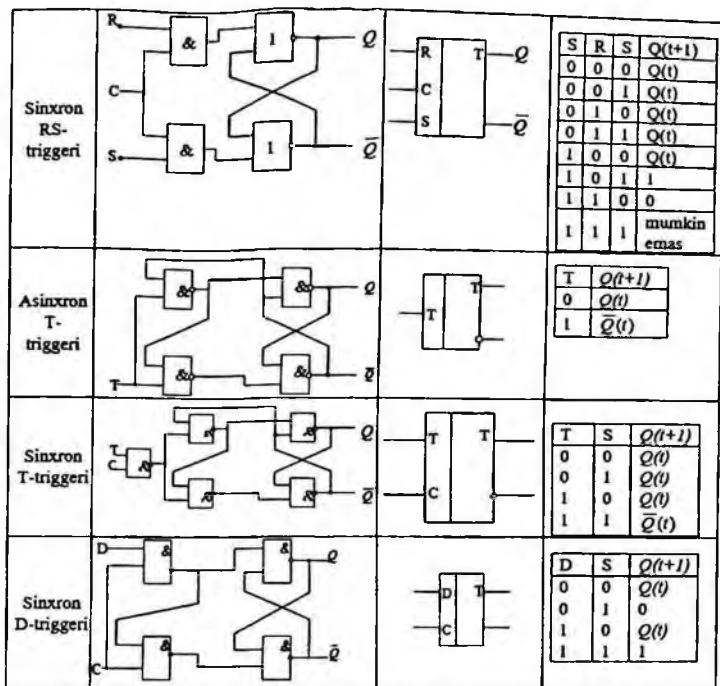 Sinxron
RS-
triggeri
R
C
S
&
&
1
1
Q
Q̅
R
C
S
T
Q
Q̅
S R S Q(t+1)
0 0 0 Q(t)
0 0 1 Q(t)
0 1 0 Q(t)
0 1 1 Q(t)
1 0 0 Q(t)
1 0 1 1
1 1 0 0
1 1 1 mumkin
emas
Asinxron
T-
triggeri
T
&
&
&
&
Q
Q̅
T
T
T Q(t+1)
0 Q(t)
1 Q̅(t)
Sinxron
T-triggeri
T
C
&
&
&
&
&
Q
Q̅
T
C
T
T S Q(t+1)
0 0 Q(t)
0 1 Q(t)
1 0 Q(t)
1 1 Q̅(t)
Sinxron
D-triggeri
D
C
&
&
&
&
Q
Q̅
D
C
T
D S Q(t+1)
0 0 Q(t)
0 1 0
1 0 Q(t)
1 1 1